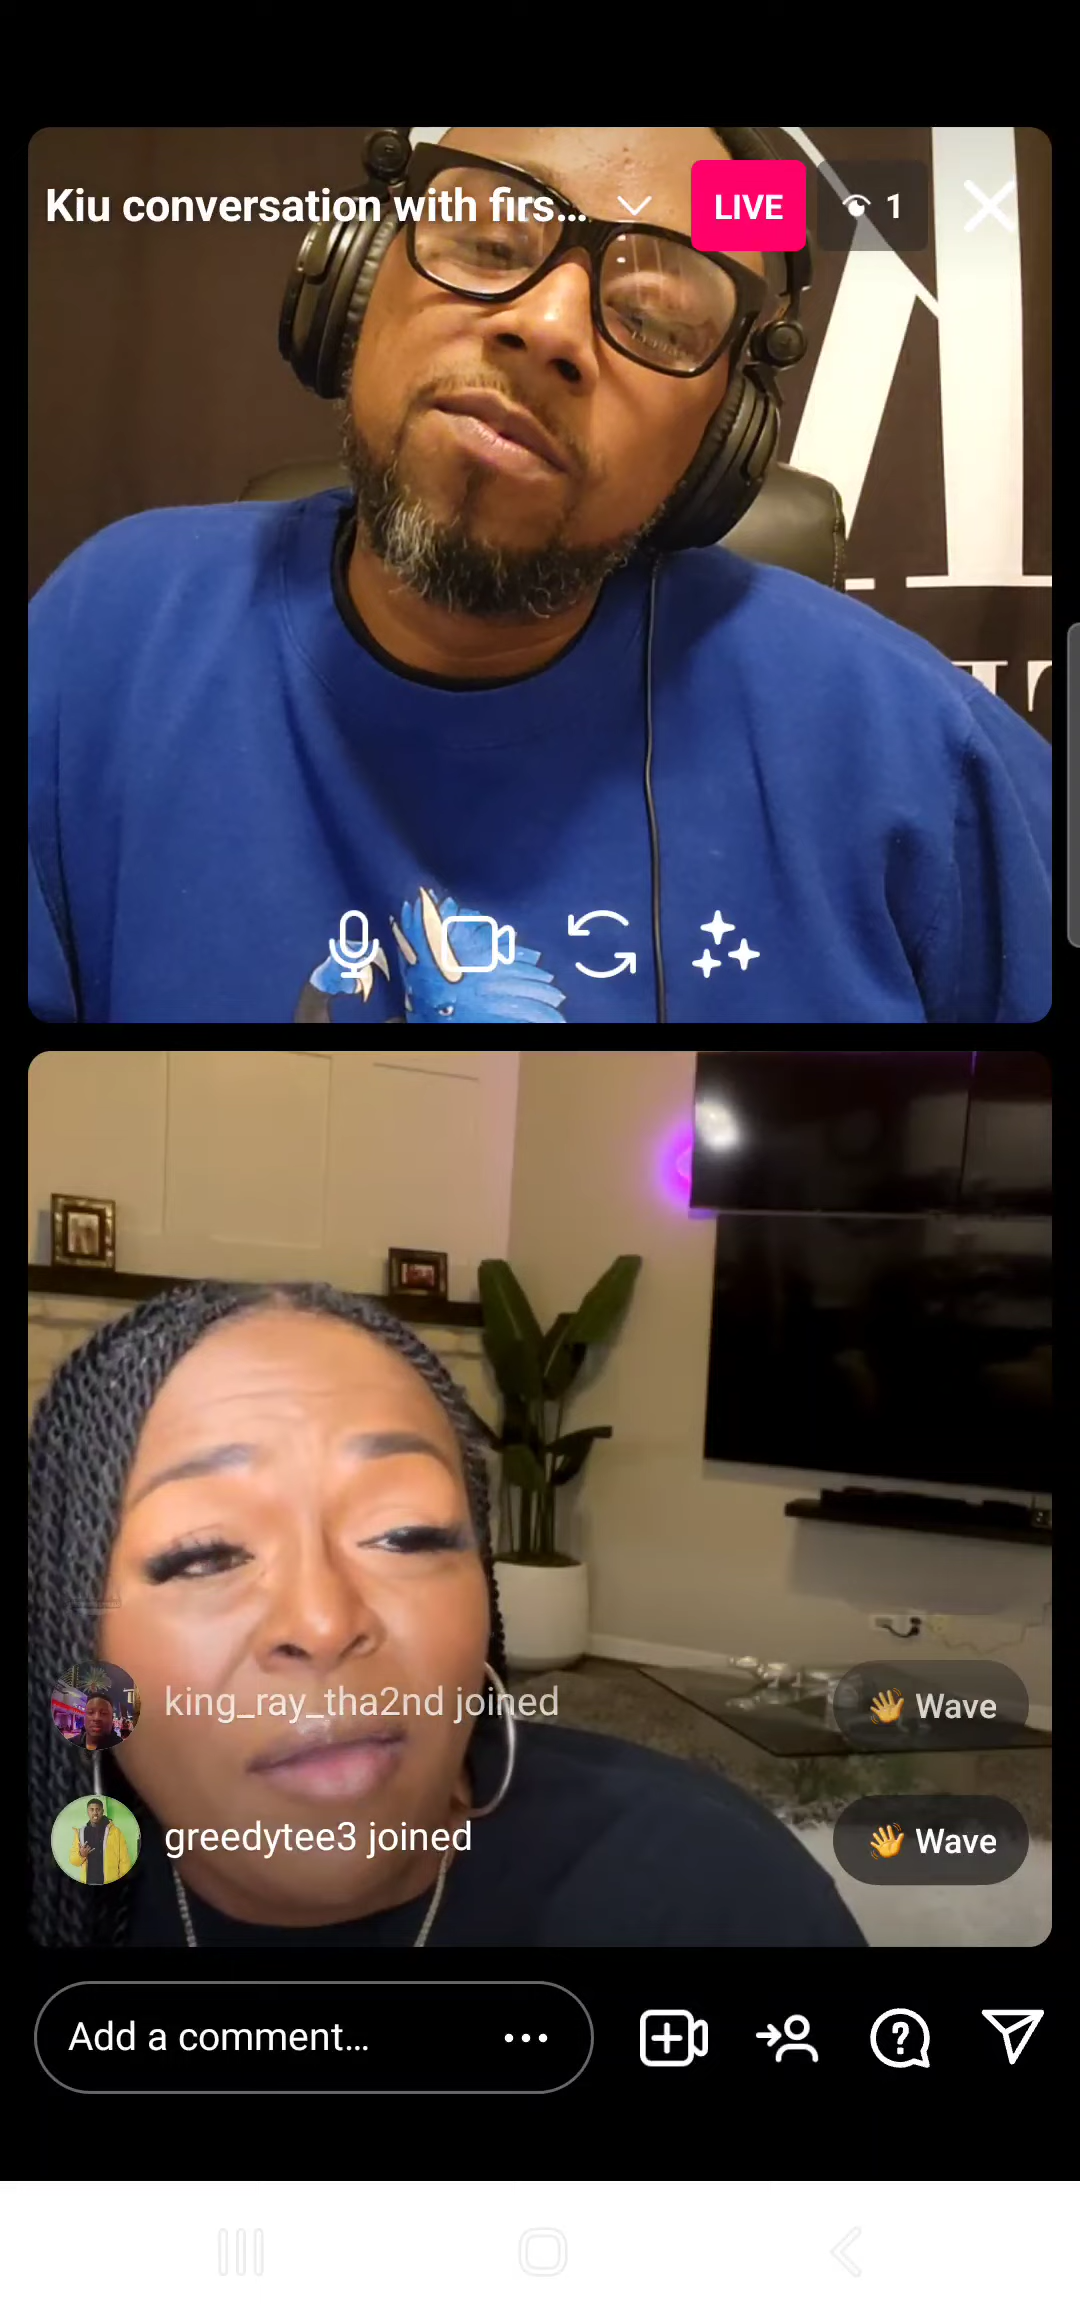 Kiu conversation with firs...
LIVE
1
king_ray_tha2nd joined
Wave
greedytee3 joined
Wave
Add a comment...